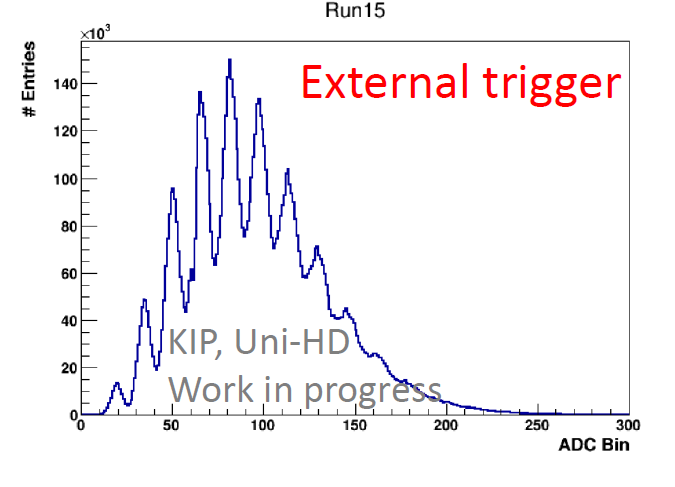 Run15
×10³
# Entries
External trigger
140
120
100
80
60
40
20
0
KIP, Uni-HD
Work in progress
0 50 100 150 200 250 300
ADC Bin